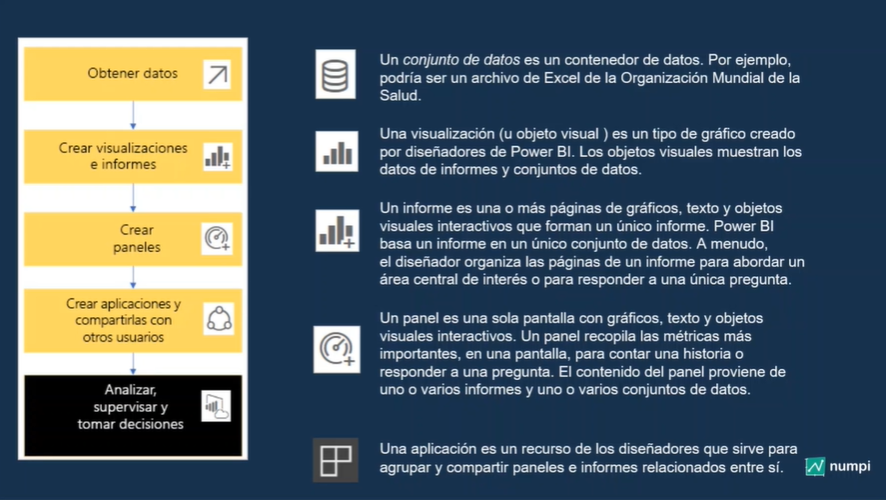 Obtener datos
Crear visualizaciones
e informes
Crear
paneles
Crear aplicaciones y
compartirlas con
otros usuarios
Analizar,
supervisar y
tomar decisiones
Un conjunto de datos es un contenedor de datos. Por ejemplo,
podría ser un archivo de Excel de la Organización Mundial de la
Salud.
Una visualización (u objeto visual ) es un tipo de gráfico creado
por diseñadores de Power BI. Los objetos visuales muestran los
datos de informes y conjuntos de datos.
Un informe es una o más páginas de gráficos, texto y objetos
visuales interactivos que forman un único informe. Power BI
basa un informe en un único conjunto de datos. A menudo,
el diseñador organiza las páginas de un informe para abordar un
área central de interés o para responder a una única pregunta.
Un panel es una sola pantalla con gráficos, texto y objetos
visuales interactivos. Un panel recopila las métricas más
importantes, en una pantalla, para contar una historia o
responder a una pregunta. El contenido del panel proviene de
uno o varios informes y uno o varios conjuntos de datos.
Una aplicación es un recurso de los diseñadores que sirve para
agrupar y compartir paneles e informes relacionados entre sí.
numpi